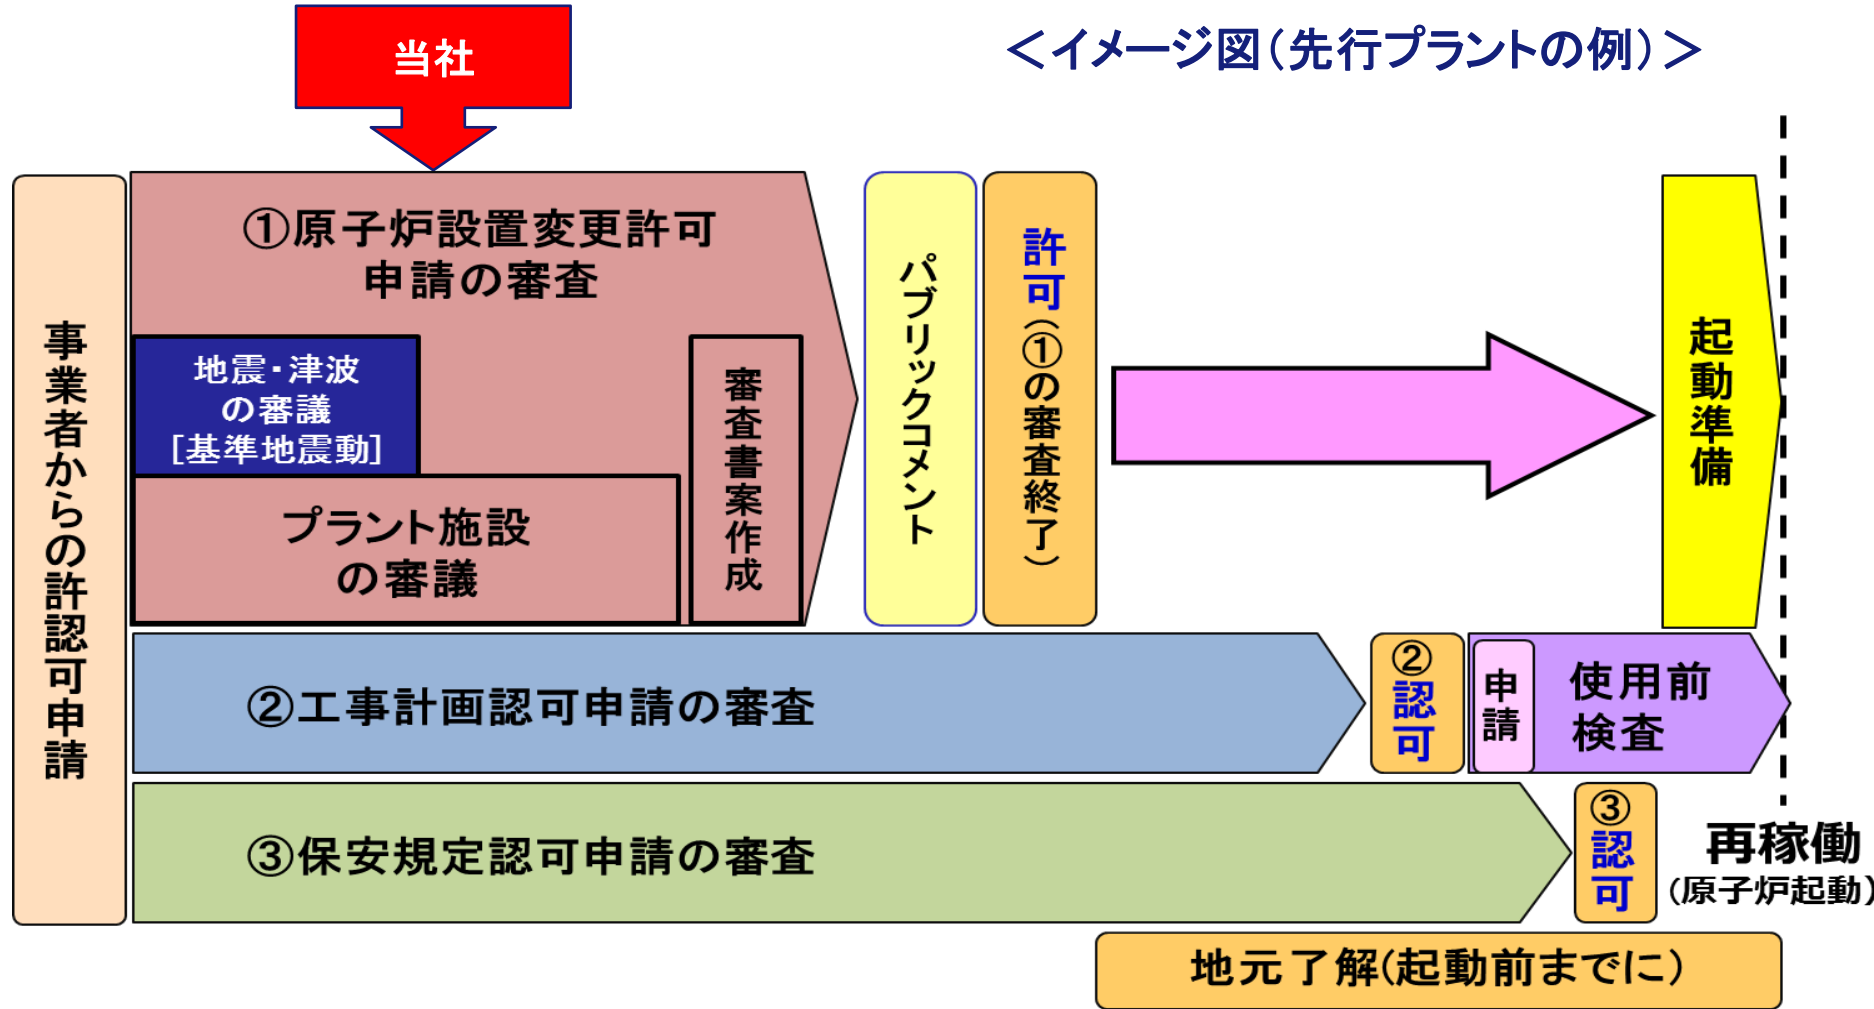 当社
＜イメージ図（先行プラントの例）＞
事業者からの許認可申請
①原子炉設置変更許可
申請の審査
地震・津波
の審議
[基準地震動]
プラント施設
の審議
審査書案作成
パブリックコメント
許可（①の審査終了）
起動準備
②工事計画認可申請の審査
②認可
申請
使用前
検査
③保安規定認可申請の審査
③認可
再稼働
（原子炉起動）
地元了解（起動前までに）